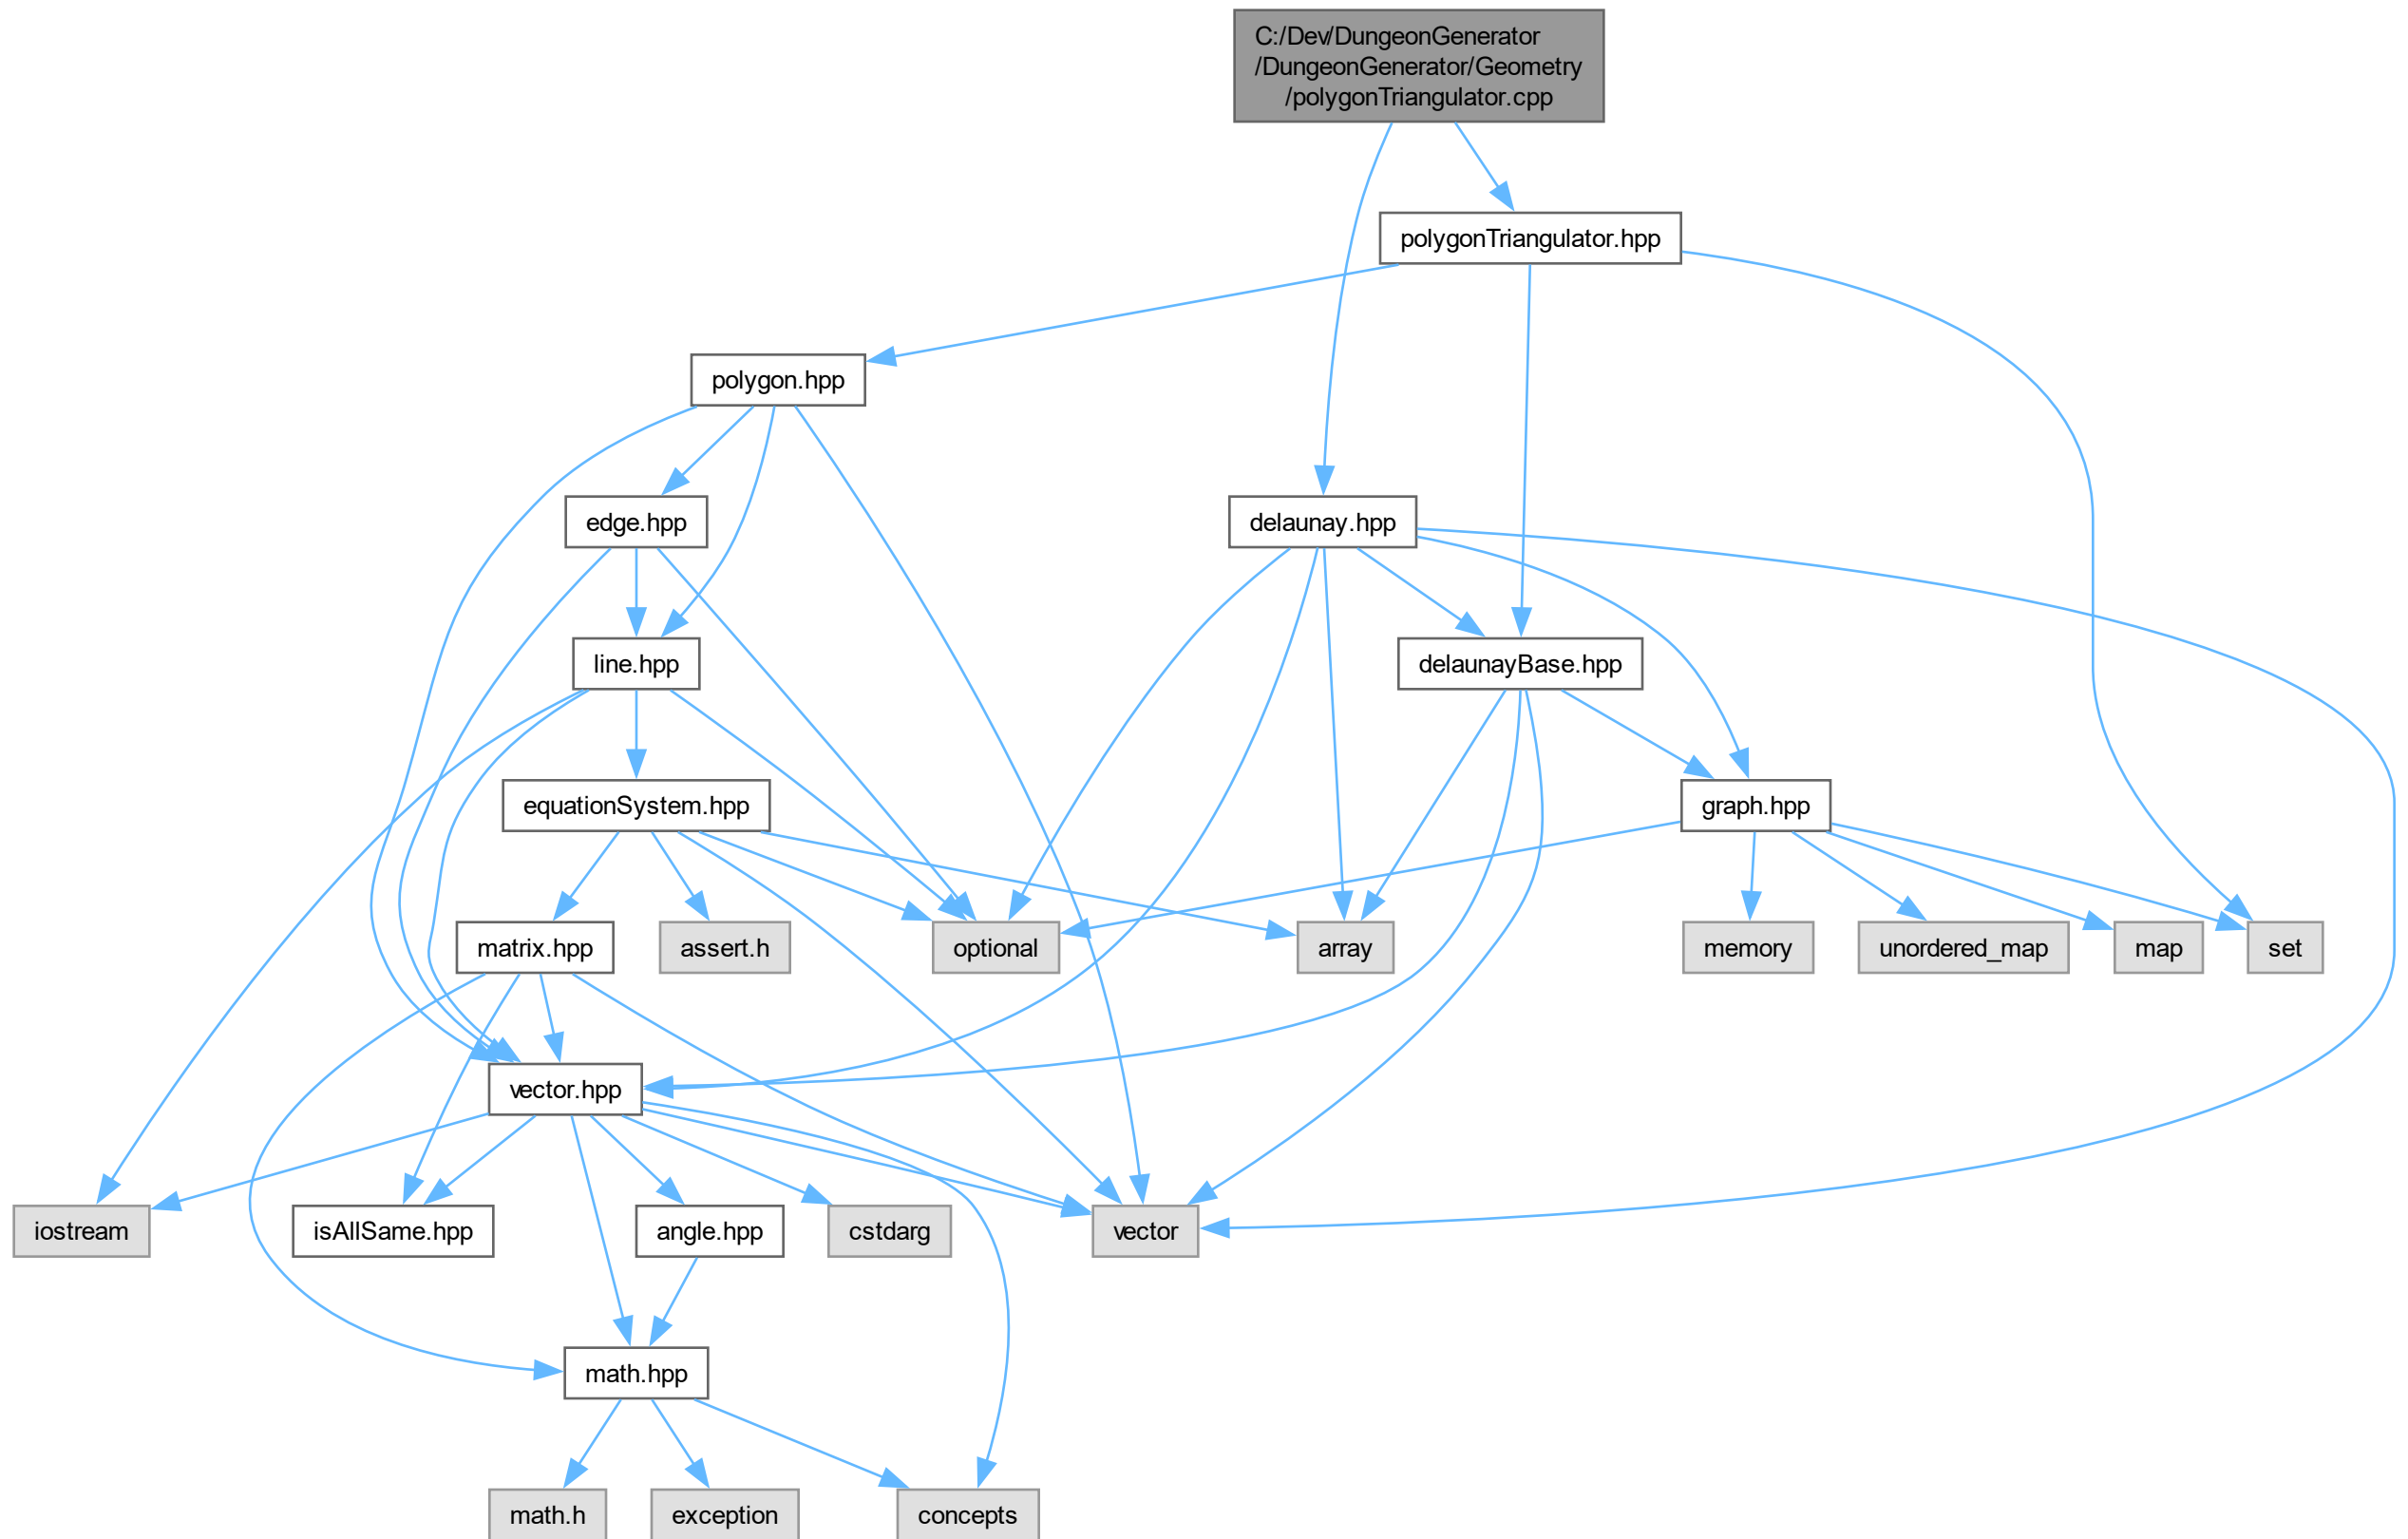 C:/Dev/DungeonGenerator
/DungeonGenerator/Geometry
/polygonTriangulator.cpp
polygonTriangulator.hpp
polygon.hpp
edge.hpp
delaunay.hpp
line.hpp
delaunayBase.hpp
equationSystem.hpp
graph.hpp
matrix.hpp
assert.h
optional
array
memory
unordered_map
map
set
vector.hpp
iostream
isAllSame.hpp
angle.hpp
cstdarg
vector
math.hpp
math.h
exception
concepts